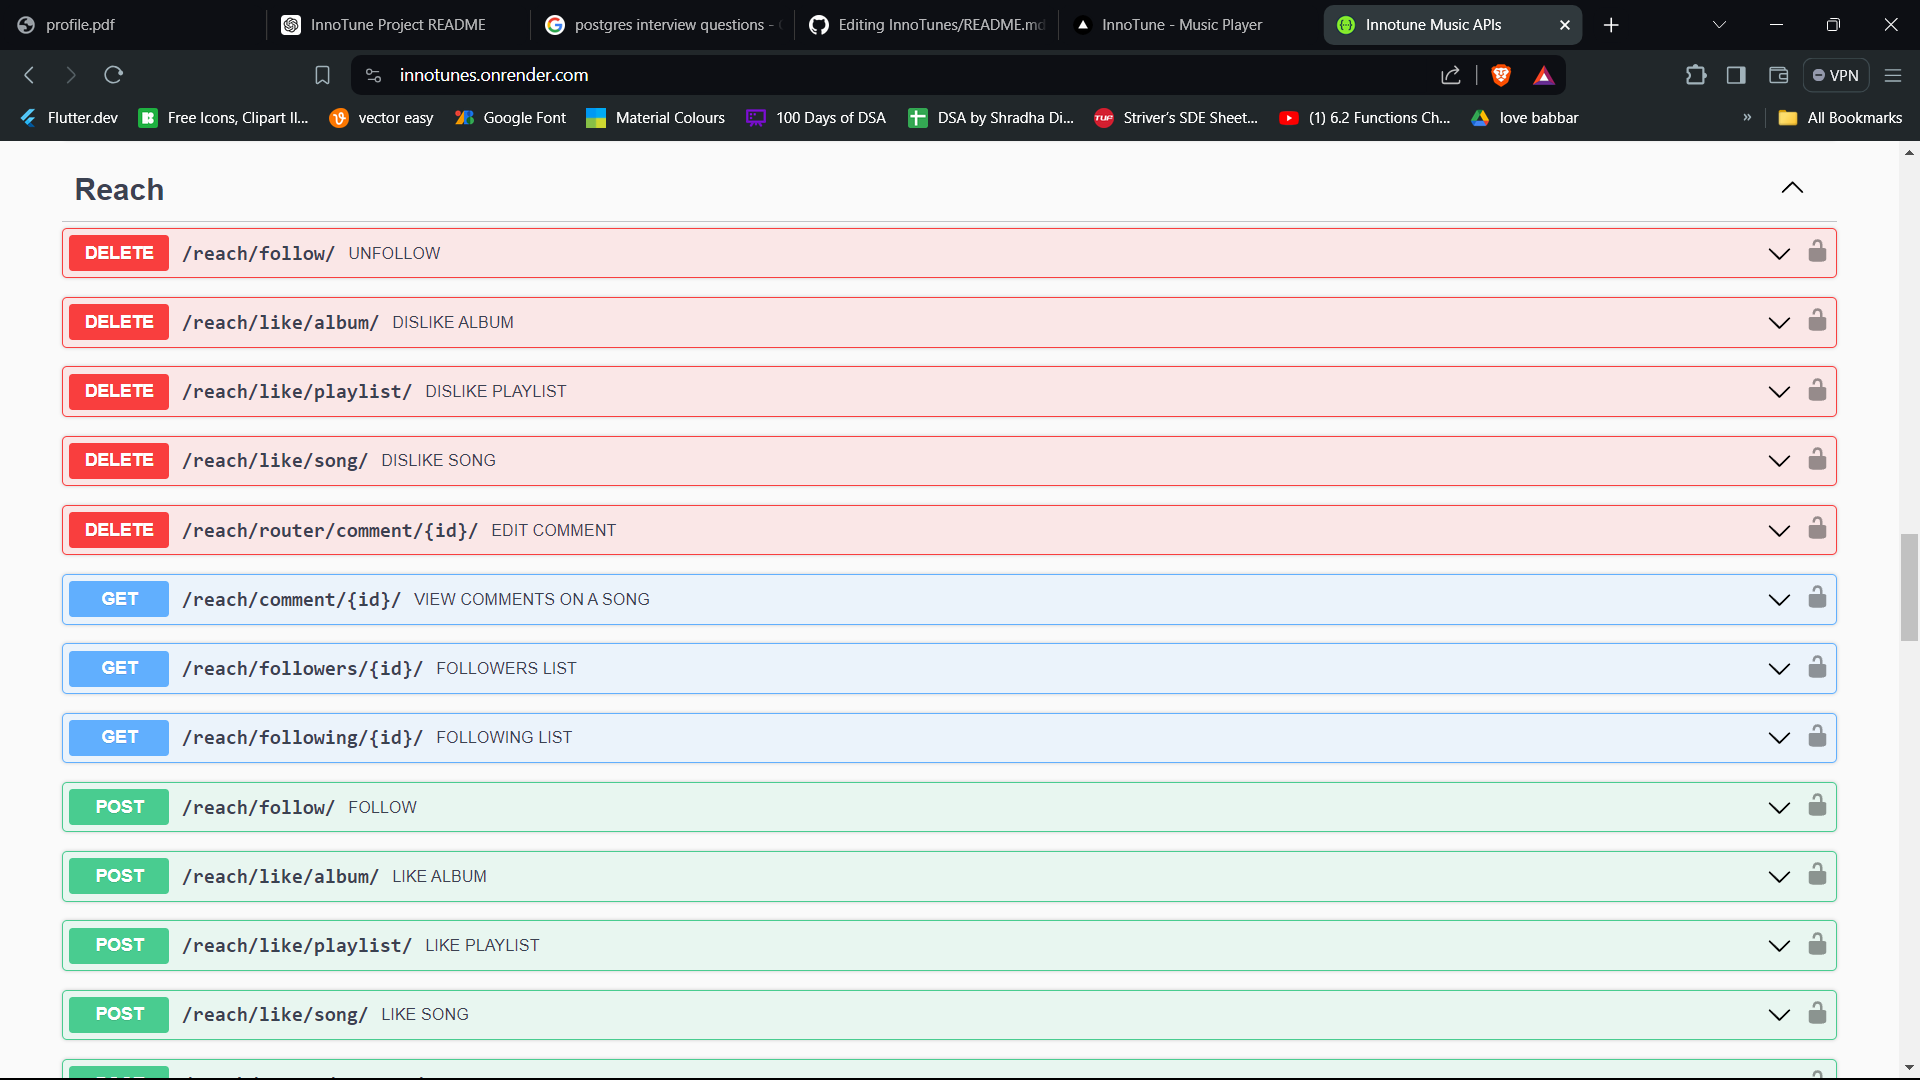 profile.pdf
InnoTune Project README
postgres interview questions -
Editing InnoTunes/README.md
InnoTune - Music Player
Innotune Music APIs
innotunes.onrender.com
VPN
Flutter.dev
Free Icons, Clipart Il...
vector easy
Google Font
Material Colours
100 Days of DSA
DSA by Shradha Di...
TUF
Striver's SDE Sheet...
(1) 6.2 Functions Ch...
love babbar
»
All Bookmarks
Reach
DELETE /reach/follow/ UNFOLLOW
DELETE /reach/like/album/ DISLIKE ALBUM
DELETE /reach/like/playlist/ DISLIKE PLAYLIST
DELETE /reach/like/song/ DISLIKE SONG
DELETE /reach/router/comment/{id}/ EDIT COMMENT
GET /reach/comment/{id}/ VIEW COMMENTS ON A SONG
GET /reach/followers/{id}/ FOLLOWERS LIST
GET /reach/following/{id}/ FOLLOWING LIST
POST /reach/follow/ FOLLOW
POST /reach/like/album/ LIKE ALBUM
POST /reach/like/playlist/ LIKE PLAYLIST
POST /reach/like/song/ LIKE SONG